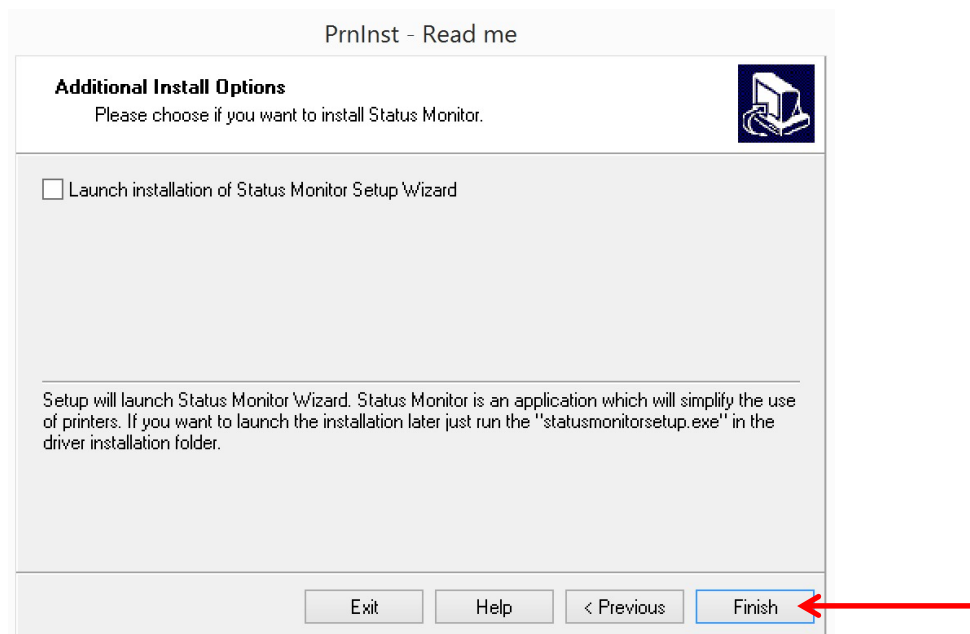 PrnInst - Read me
Additional Install Options
Please choose if you want to install Status Monitor.
Launch installation of Status Monitor Setup Wizard
Setup will launch Status Monitor Wizard. Status Monitor is an application which will simplify the use
of printers. If you want to launch the installation later just run the "statusmonitorsetup.exe" in the
driver installation folder.
Exit Help < Previous Finish